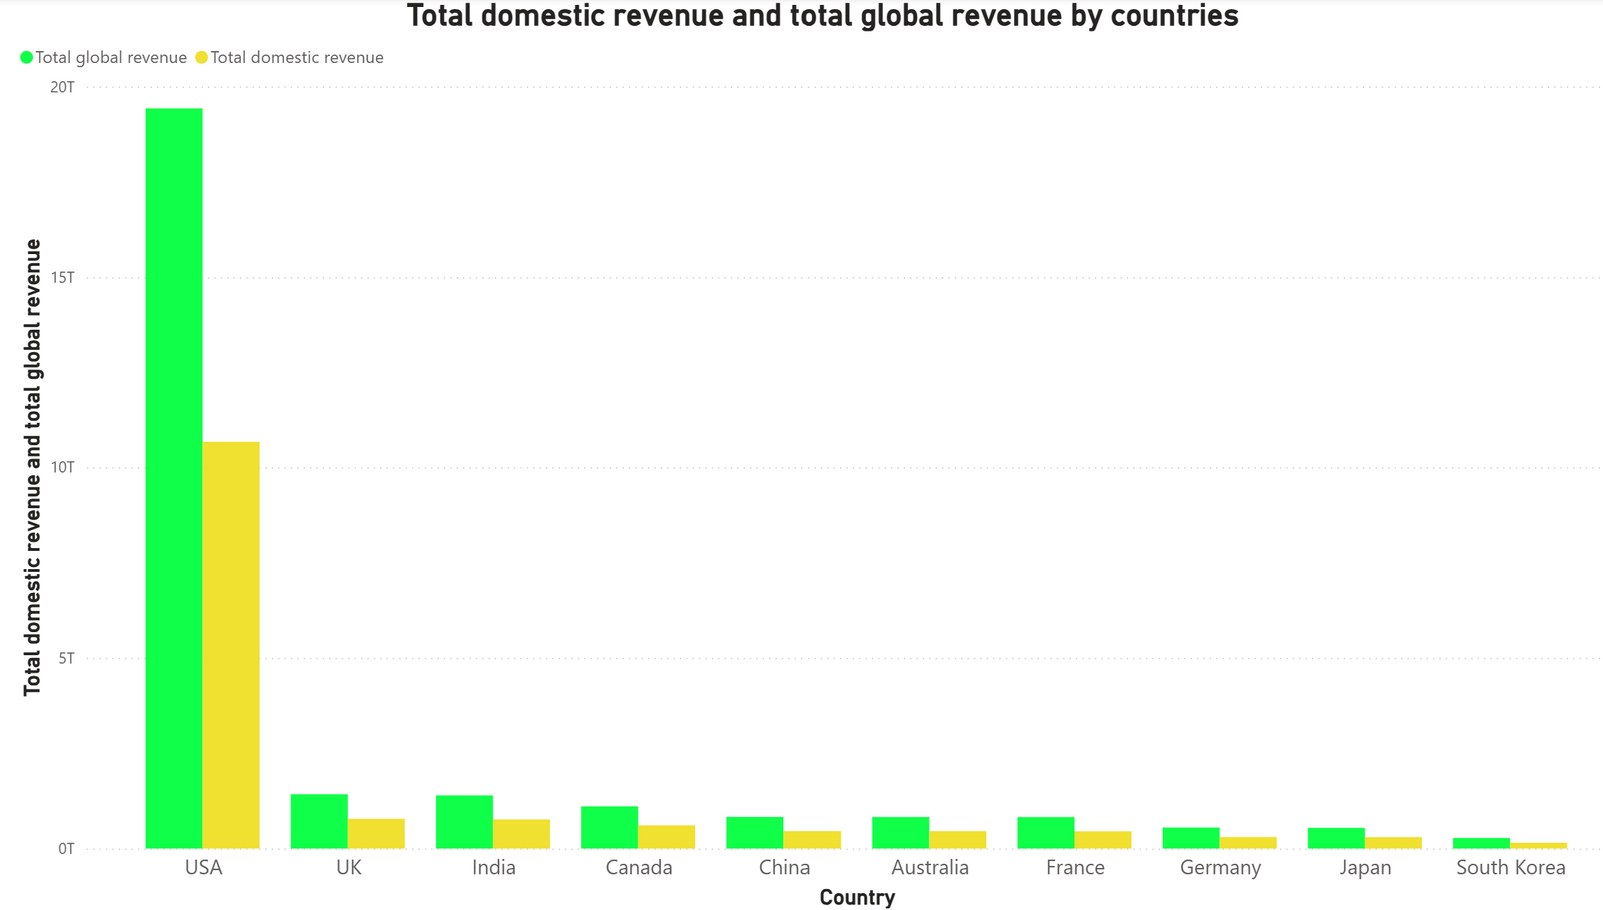 Total domestic revenue and total global revenue by countries
Total global revenue Total domestic revenue
Total domestic revenue and total global revenue
20T
15T
10T
5T
0T
USA UK India Canada China Australia France Germany Japan South Korea
Country